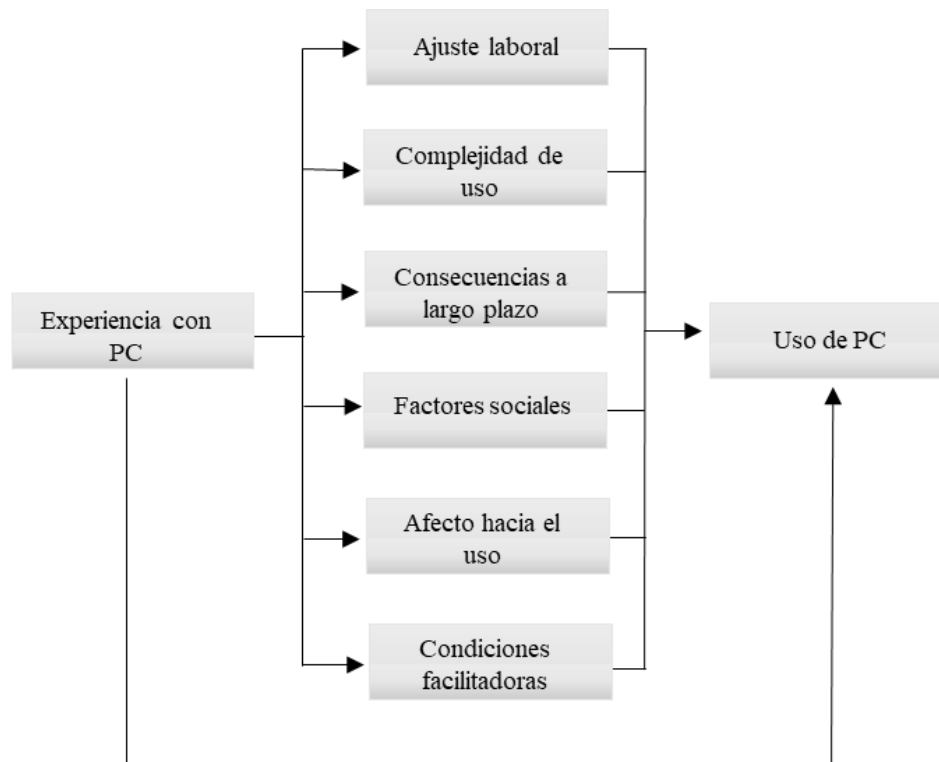 Ajuste laboral
Complejidad de
uso
Consecuencias a
largo plazo
Experiencia con
PC
Uso de PC
Factores sociales
Afecto hacia el
uso
Condiciones
facilitadoras